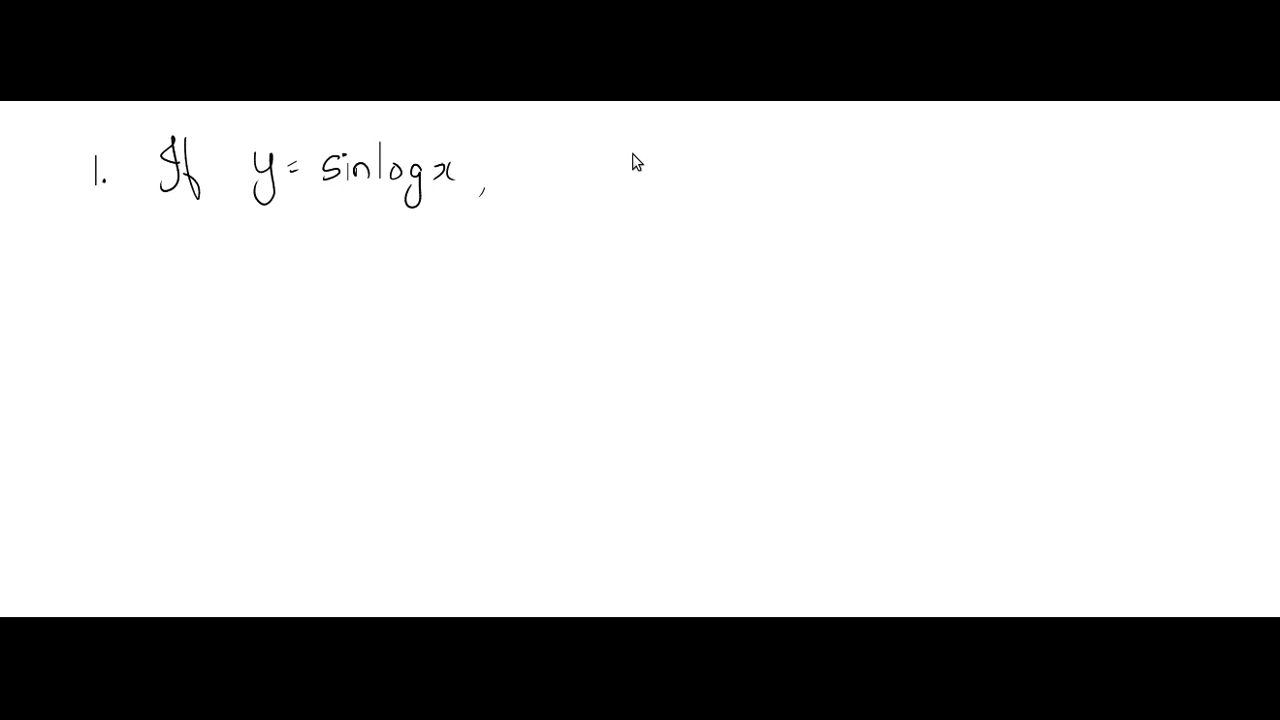 1. If y = sinlogx ,